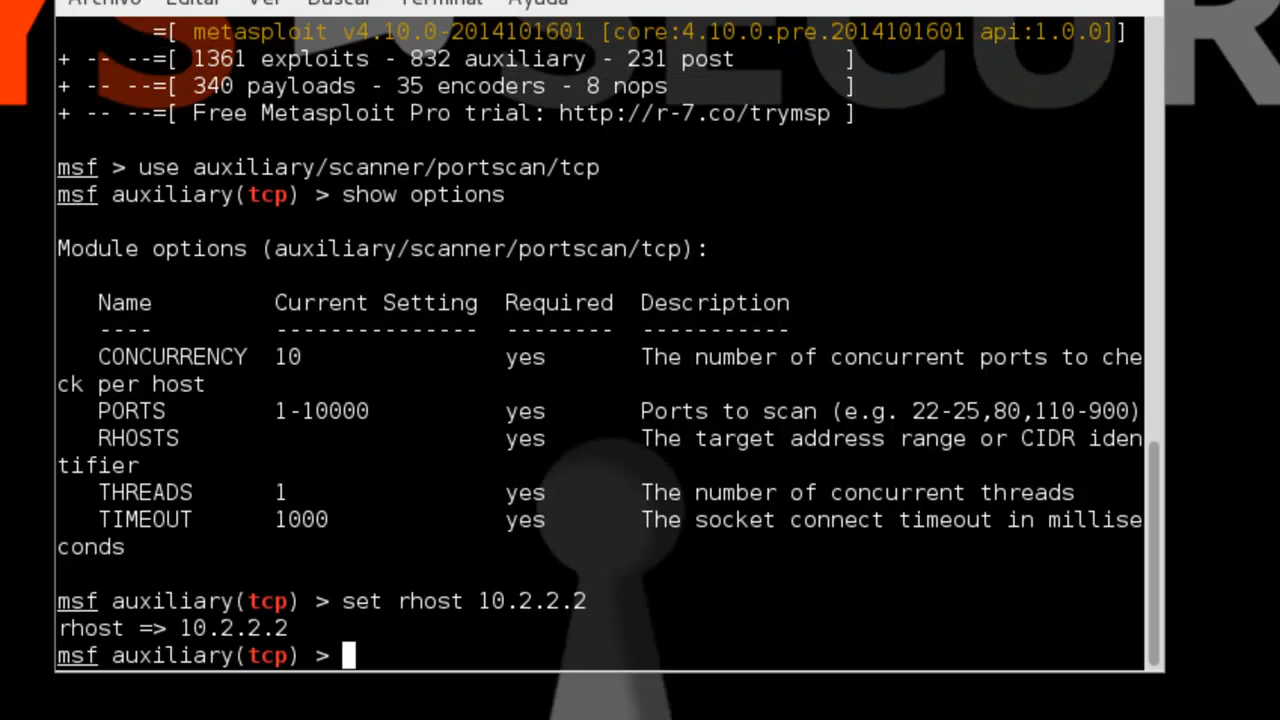 Archivo Editar Ver Buscar Terminal Ayuda
=[ metasploit v4.10.0-2014101601 [core:4.10.0.pre.2014101601 api:1.0.0]]
+ -- --=[ 1361 exploits - 832 auxiliary - 231 post ]
+ -- --=[ 340 payloads - 35 encoders - 8 nops ]
+ -- --=[ Free Metasploit Pro trial: http://r-7.co/trymsp ]
msf > use auxiliary/scanner/portscan/tcp
msf auxiliary(tcp) > show options
Module options (auxiliary/scanner/portscan/tcp):
Name Current Setting Required Description
---- --------------- -------- -----------
CONCURRENCY 10 yes The number of concurrent ports to che
ck per host
PORTS 1-10000 yes Ports to scan (e.g. 22-25,80,110-900)
RHOSTS yes The target address range or CIDR iden
tifier
THREADS 1 yes The number of concurrent threads
TIMEOUT 1000 yes The socket connect timeout in millise
conds
msf auxiliary(tcp) > set rhost 10.2.2.2
rhost => 10.2.2.2
msf auxiliary(tcp) >